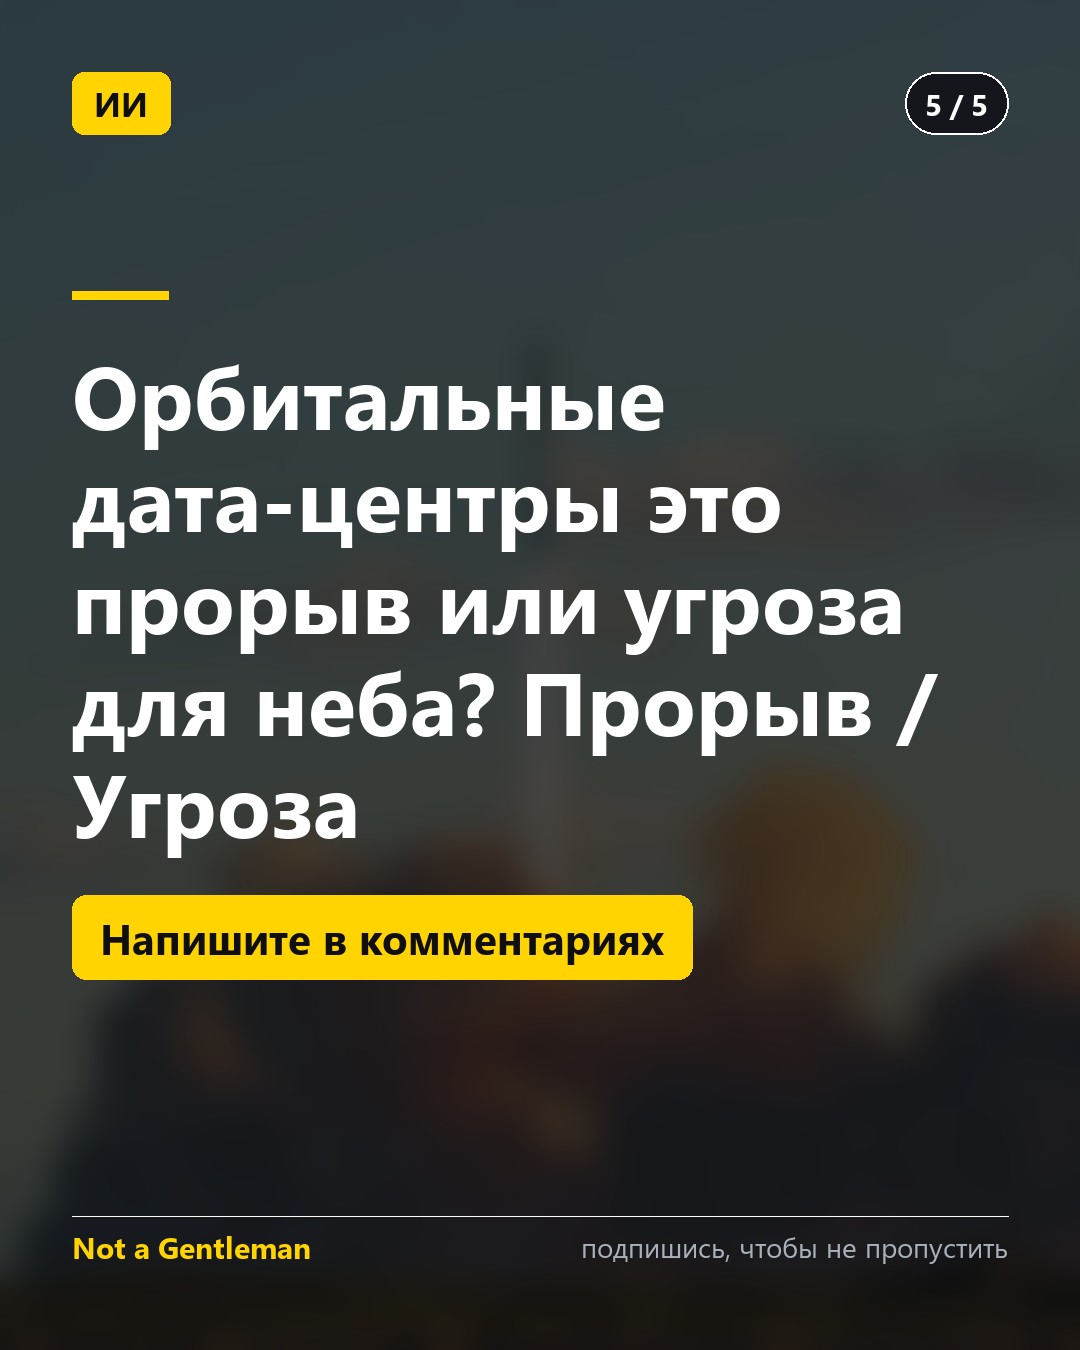 ИИ
5 / 5
Орбитальные
дата-центры это
прорыв или угроза
для неба? Прорыв /
Угроза
Напишите в комментариях
Not a Gentleman
подпишись, чтобы не пропустить